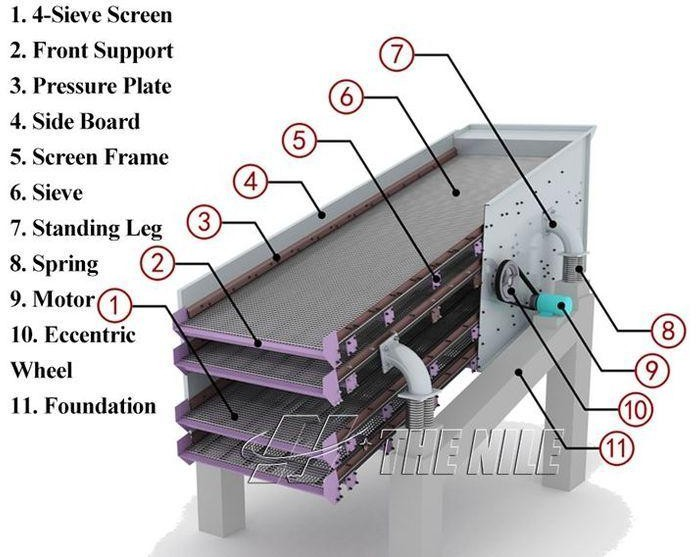 1. 4-Sieve Screen
2. Front Support
3. Pressure Plate
4. Side Board
5. Screen Frame
6. Sieve
7. Standing Leg
8. Spring
9. Motor
10. Eccentric
Wheel
11. Foundation
7
6
5
4
3
2
1
8
9
10
11
THE NILE